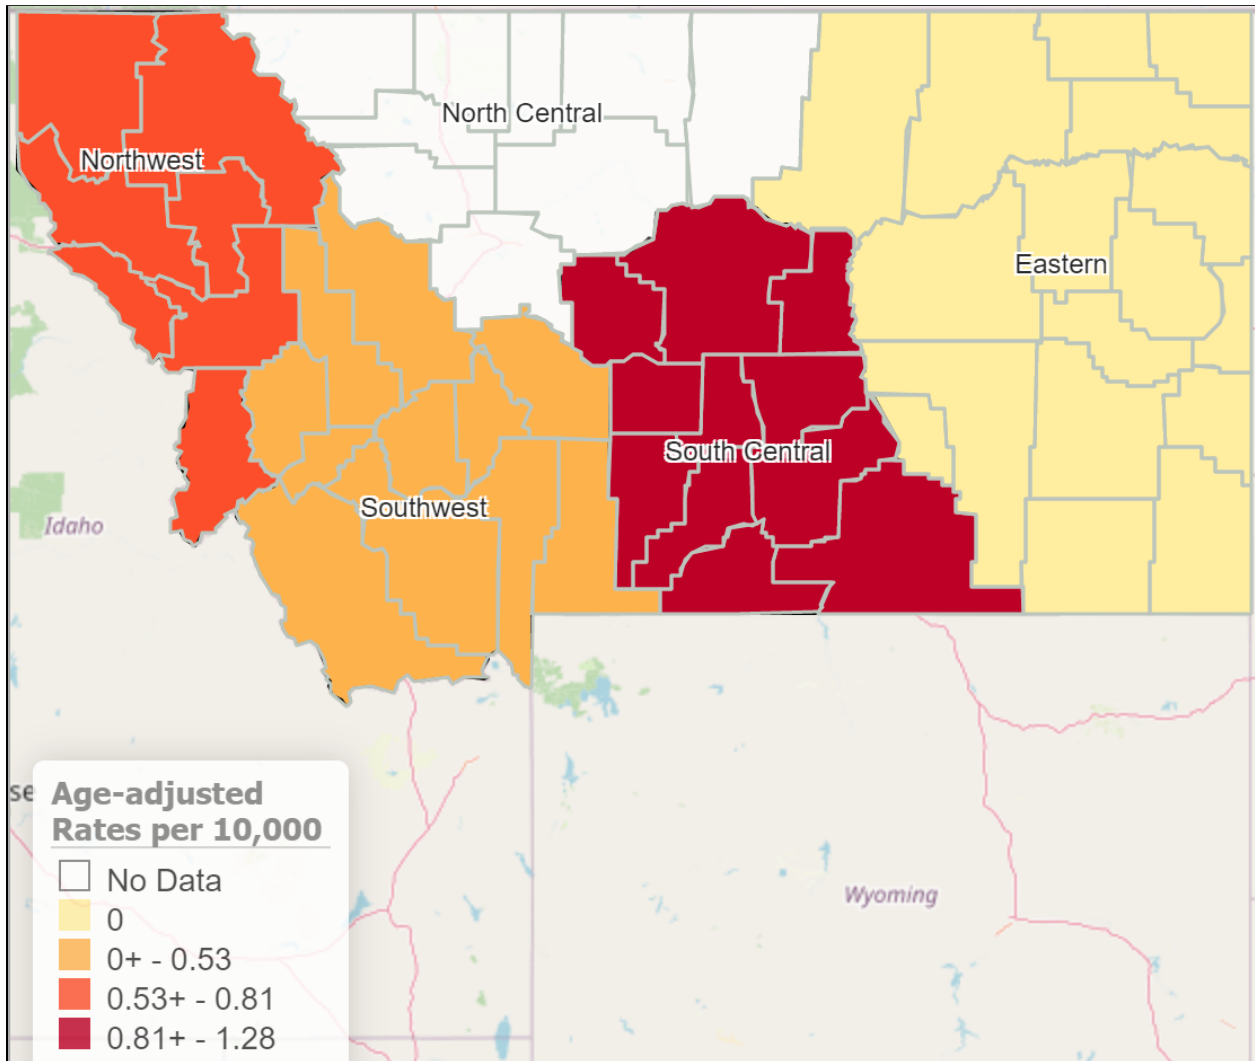 North Central
Northwest
Eastern
South Central
Southwest
Idaho
se
Wyoming
Age-adjusted
Rates per 10,000
No Data
0
0+ - 0.53
0.53+ - 0.81
0.81+ - 1.28